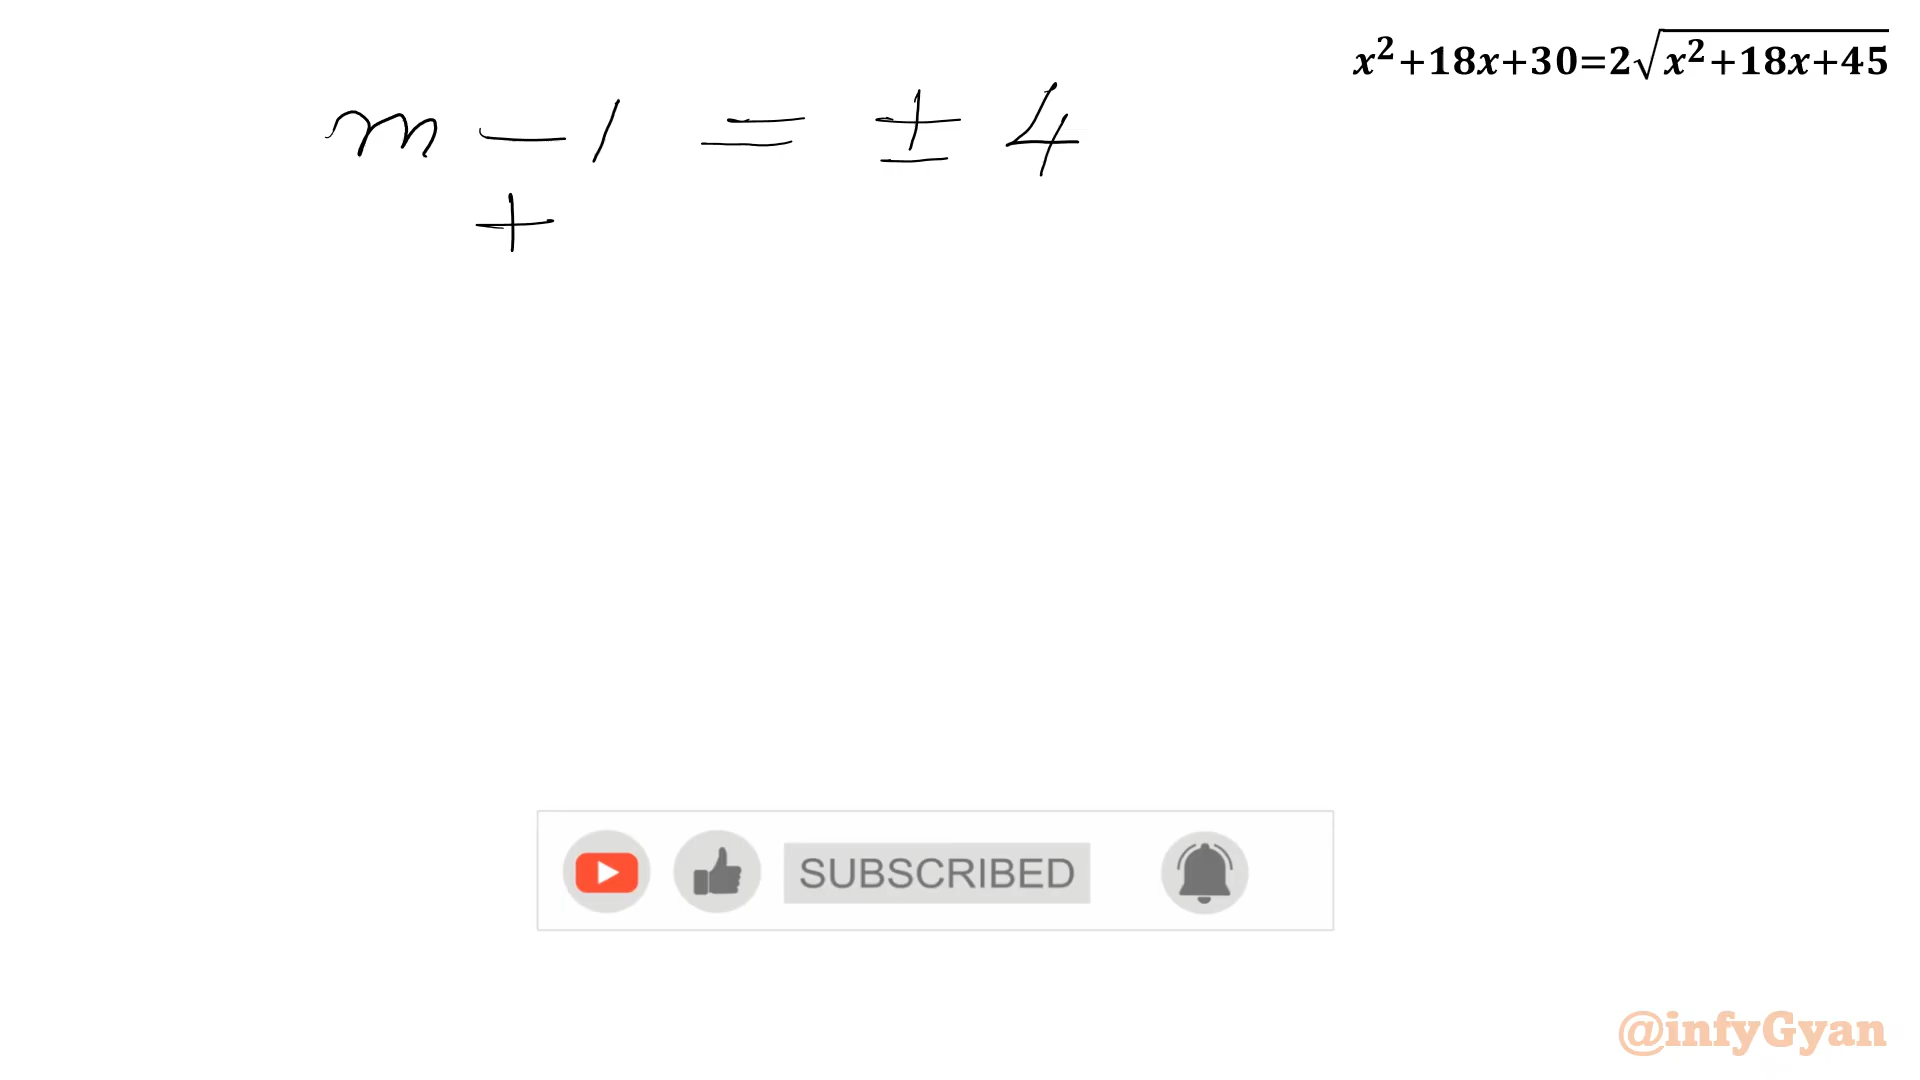 x²+18x+30=2√x²+18x+45
m − 1 = ± 4
+
SUBSCRIBED
@infyGyan